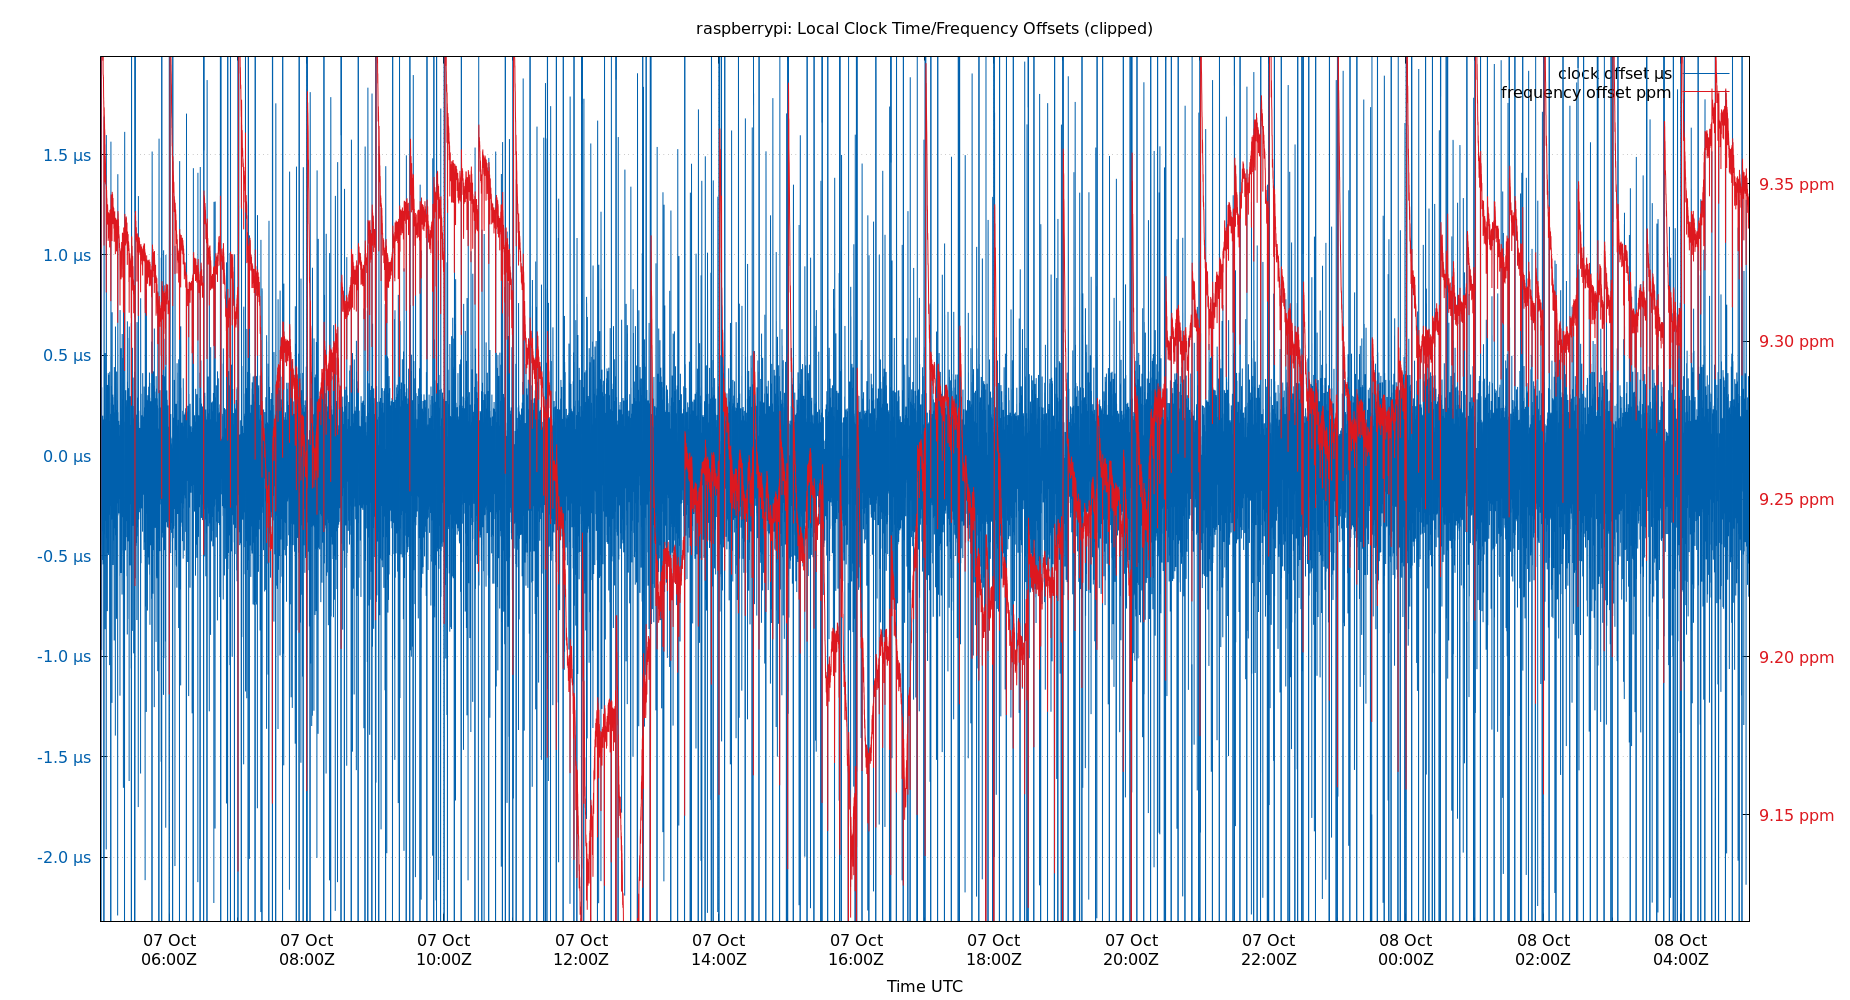 raspberrypi: Local Clock Time/Frequency Offsets (clipped)
clock offset µs
frequency offset ppm
1.5 µs
1.0 µs
0.5 µs
0.0 µs
-0.5 µs
-1.0 µs
-1.5 µs
-2.0 µs
9.35 ppm
9.30 ppm
9.25 ppm
9.20 ppm
9.15 ppm
07 Oct 07 Oct 07 Oct 07 Oct 07 Oct 07 Oct 07 Oct 07 Oct 07 Oct 08 Oct 08 Oct 08 Oct
06:00Z 08:00Z 10:00Z 12:00Z 14:00Z 16:00Z 18:00Z 20:00Z 22:00Z 00:00Z 02:00Z 04:00Z
Time UTC